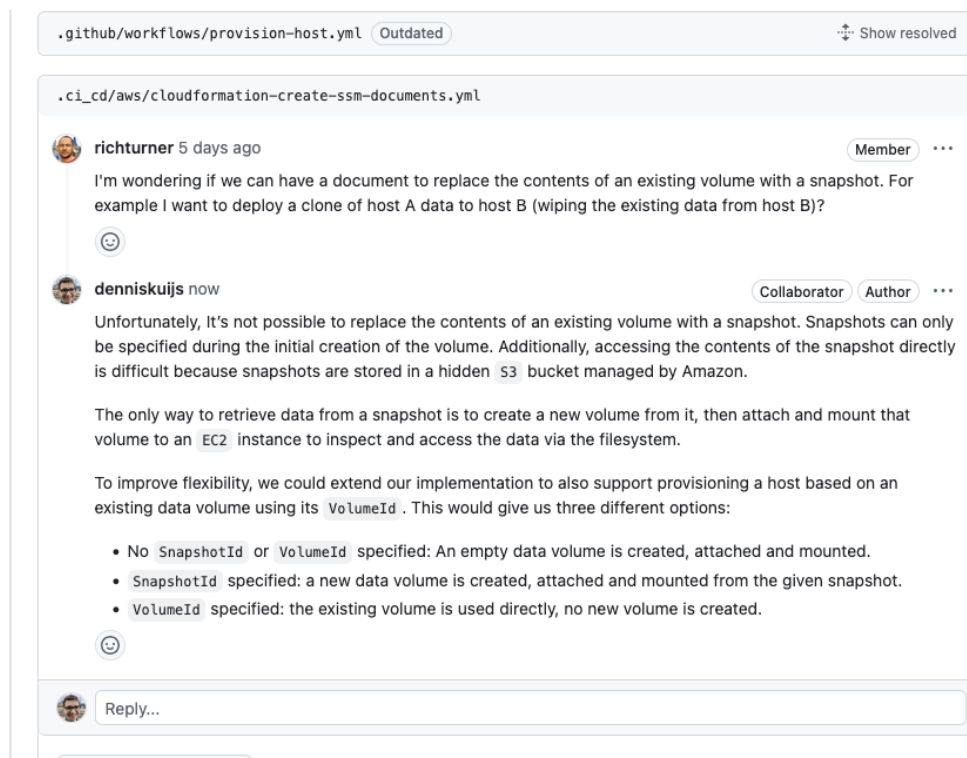 .github/workflows/provision-host.yml Outdated Show resolved
.ci_cd/aws/cloudformation-create-ssm-documents.yml
richturner 5 days ago Member ...
I'm wondering if we can have a document to replace the contents of an existing volume with a snapshot. For
example I want to deploy a clone of host A data to host B (wiping the existing data from host B)?
denniskuijs now Collaborator Author ...
Unfortunately, It's not possible to replace the contents of an existing volume with a snapshot. Snapshots can only
be specified during the initial creation of the volume. Additionally, accessing the contents of the snapshot directly
is difficult because snapshots are stored in a hidden S3 bucket managed by Amazon.
The only way to retrieve data from a snapshot is to create a new volume from it, then attach and mount that
volume to an EC2 instance to inspect and access the data via the filesystem.
To improve flexibility, we could extend our implementation to also support provisioning a host based on an
existing data volume using its VolumeId. This would give us three different options:
• No SnapshotId or VolumeId specified: An empty data volume is created, attached and mounted.
• SnapshotId specified: a new data volume is created, attached and mounted from the given snapshot.
• VolumeId specified: the existing volume is used directly, no new volume is created.
Reply...